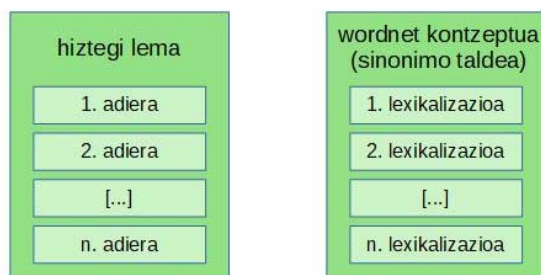 hiztegi lema
1. adiera
2. adiera
[...]
n. adiera
wordnet kontzeptua
(sinonimo taldea)
1. lexikalizazioa
2. lexikalizazioa
[...]
n. lexikalizazioa